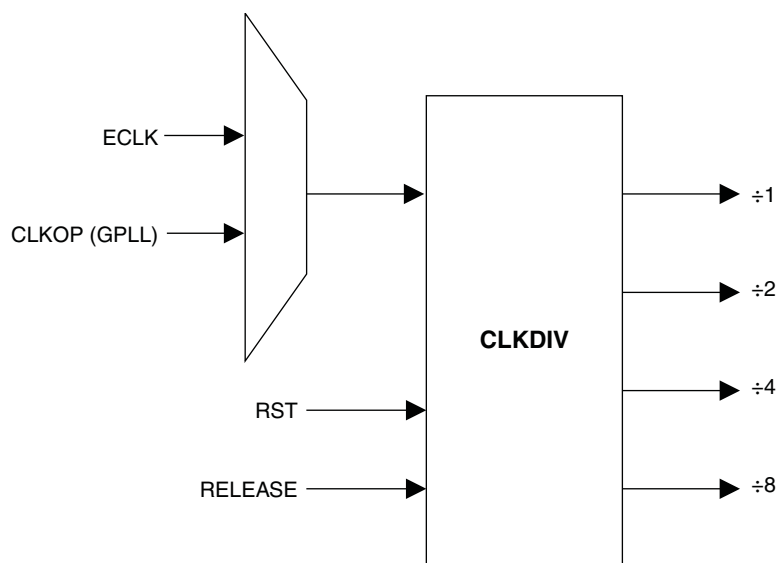 ECLK
CLKOP (GPLL)
RST
RELEASE
CLKDIV
÷1
÷2
÷4
÷8